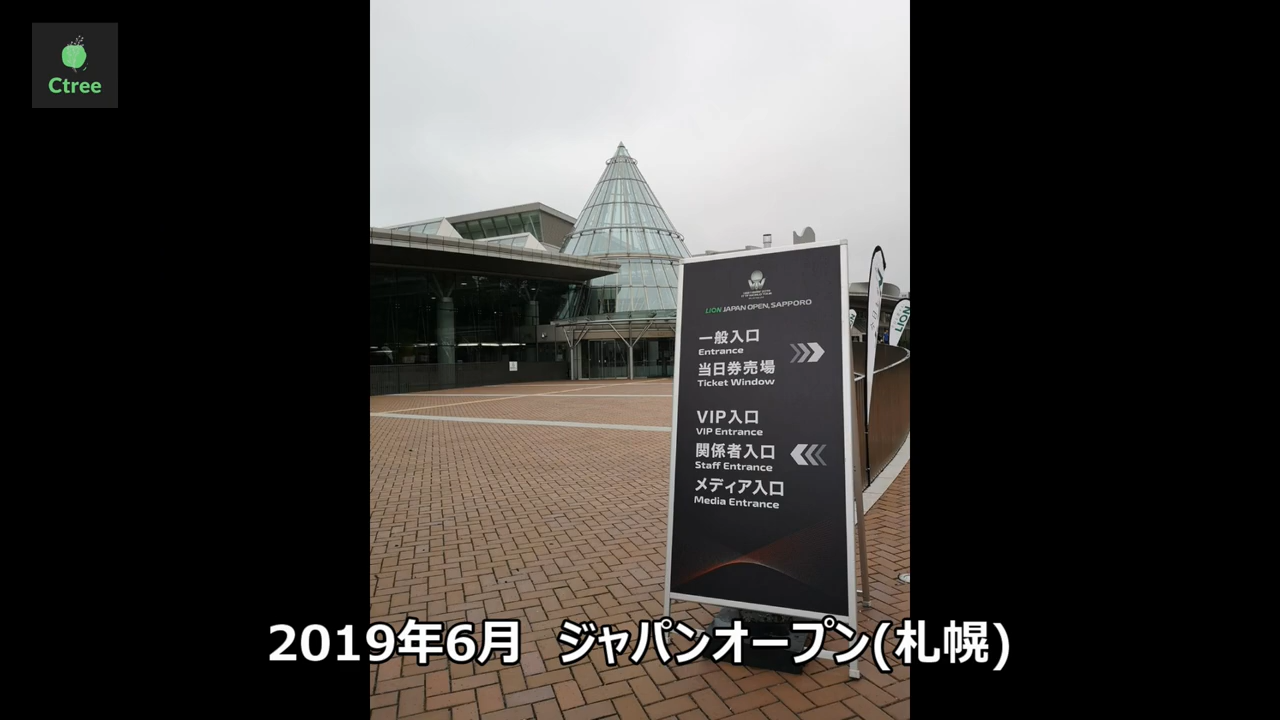 Ctree
LION JAPAN OPEN, SAPPORO
一般入口
Entrance
当日券売場
Ticket Window
VIP入口
VIP Entrance
関係者入口
Staff Entrance
メディア入口
Media Entrance
LION
2019年6月 ジャパンオープン(札幌)